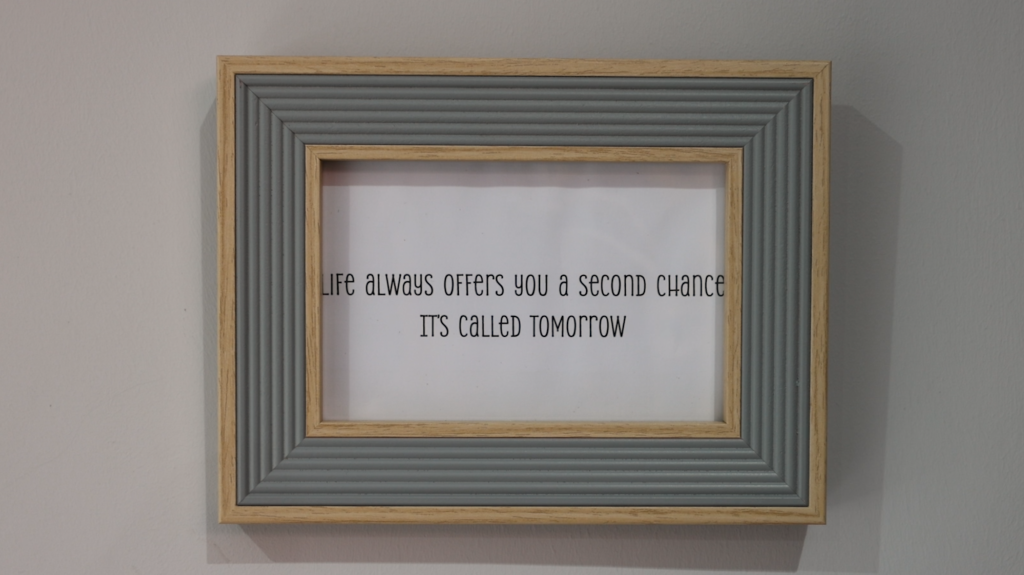 LIFE ALWAYS OFFERS YOU A SECOND CHANCE
IT'S CALLED TOMORROW